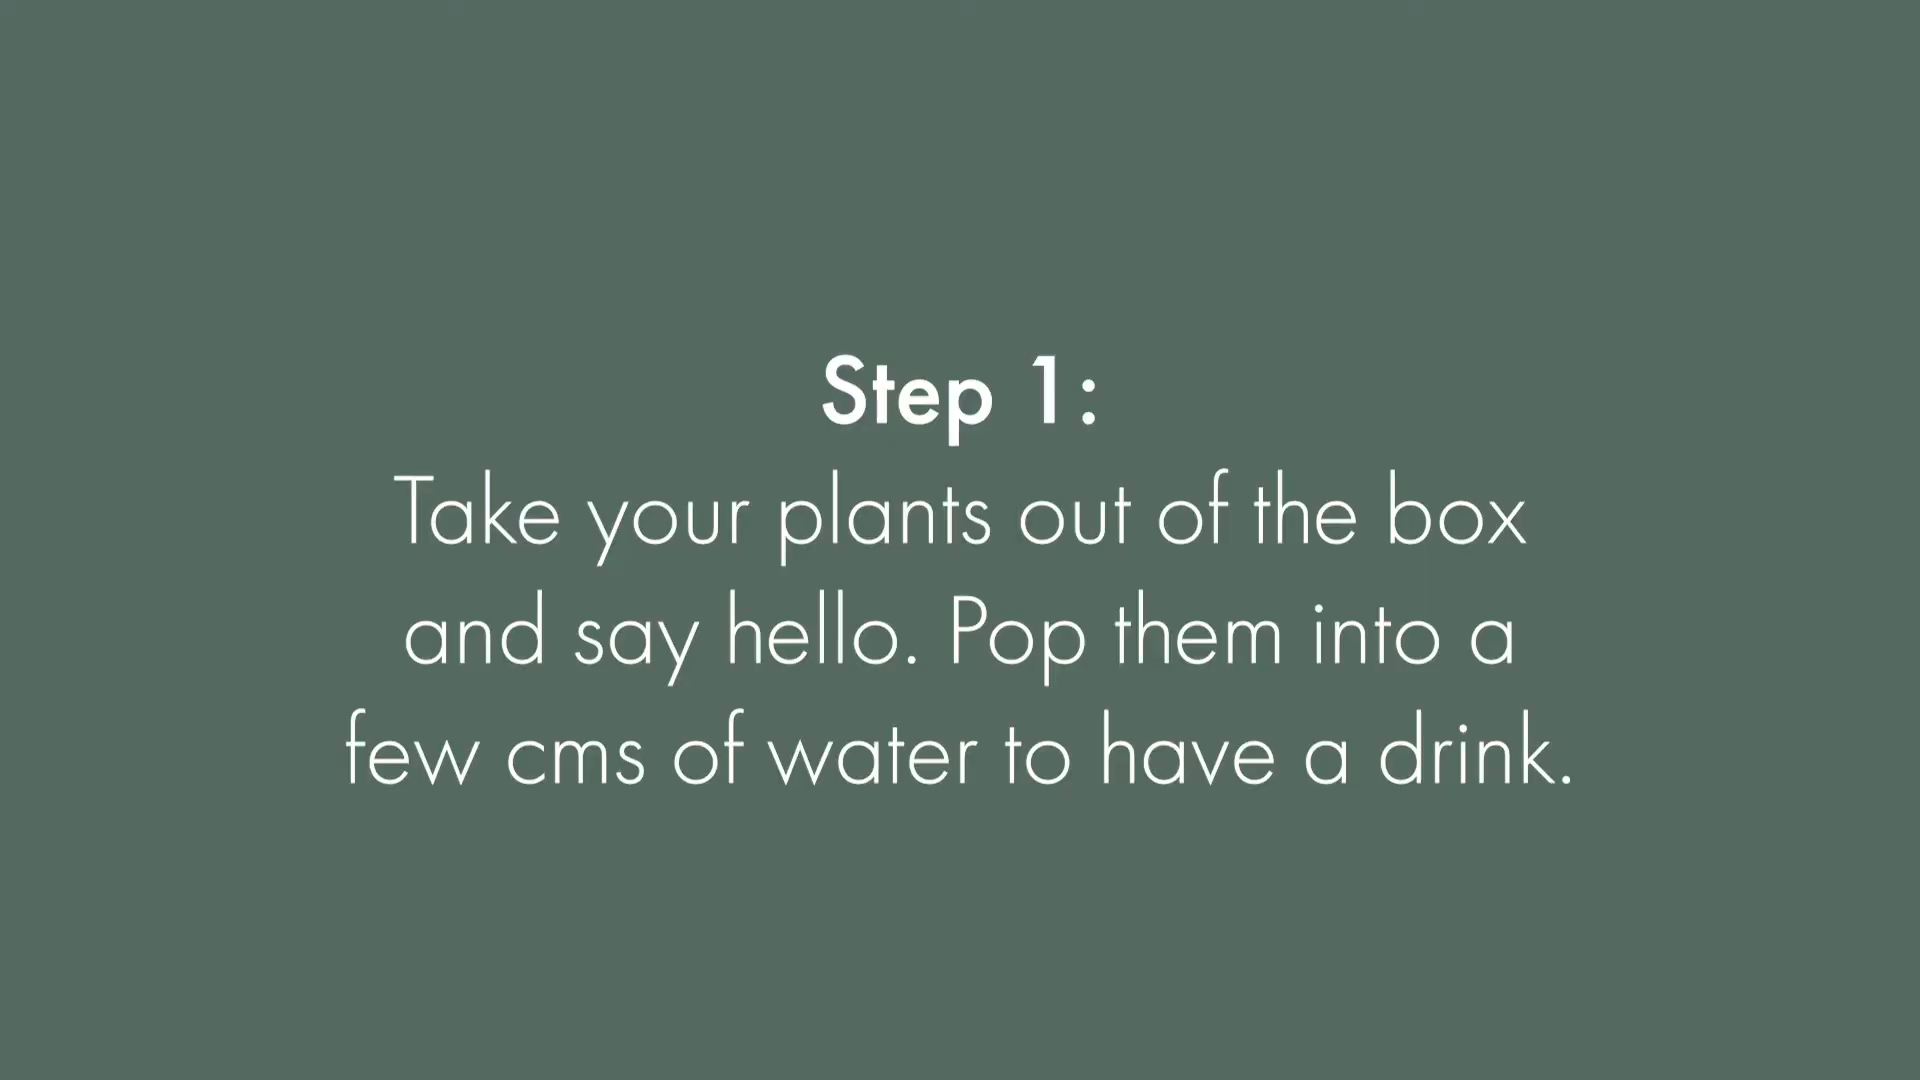 Step 1:
Take your plants out of the box
and say hello. Pop them into a
few cms of water to have a drink.